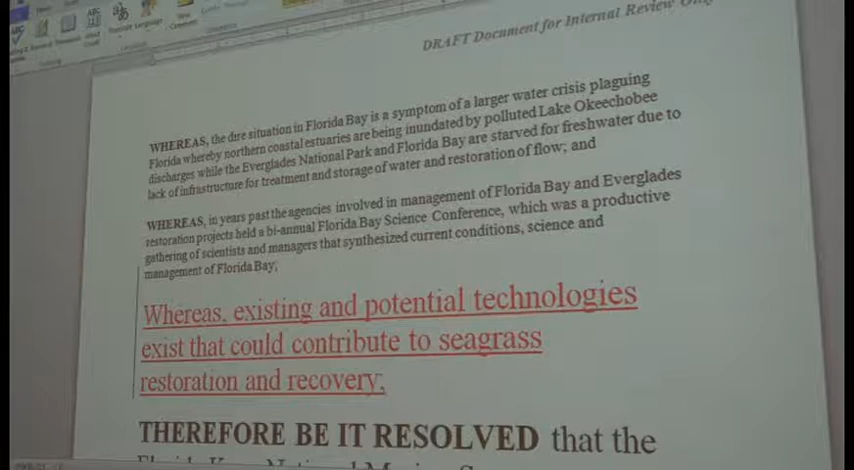 DRAFT Document for Internal Review Only
WHEREAS, the dire situation in Florida Bay is a symptom of a larger water crisis plaguing
Florida whereby northern coastal estuaries are being inundated by polluted Lake Okeechobee
discharges while the Everglades National Park and Florida Bay are starved for freshwater due to
lack of infrastructure for treatment and storage of water and restoration of flow; and
WHEREAS, in years past the agencies involved in management of Florida Bay and Everglades
restoration projects held a bi-annual Florida Bay Science Conference, which was a productive
gathering of scientists and managers that synthesized current conditions, science and
management of Florida Bay;
Whereas, existing and potential technologies
exist that could contribute to seagrass
restoration and recovery;
THEREFORE BE IT RESOLVED that the